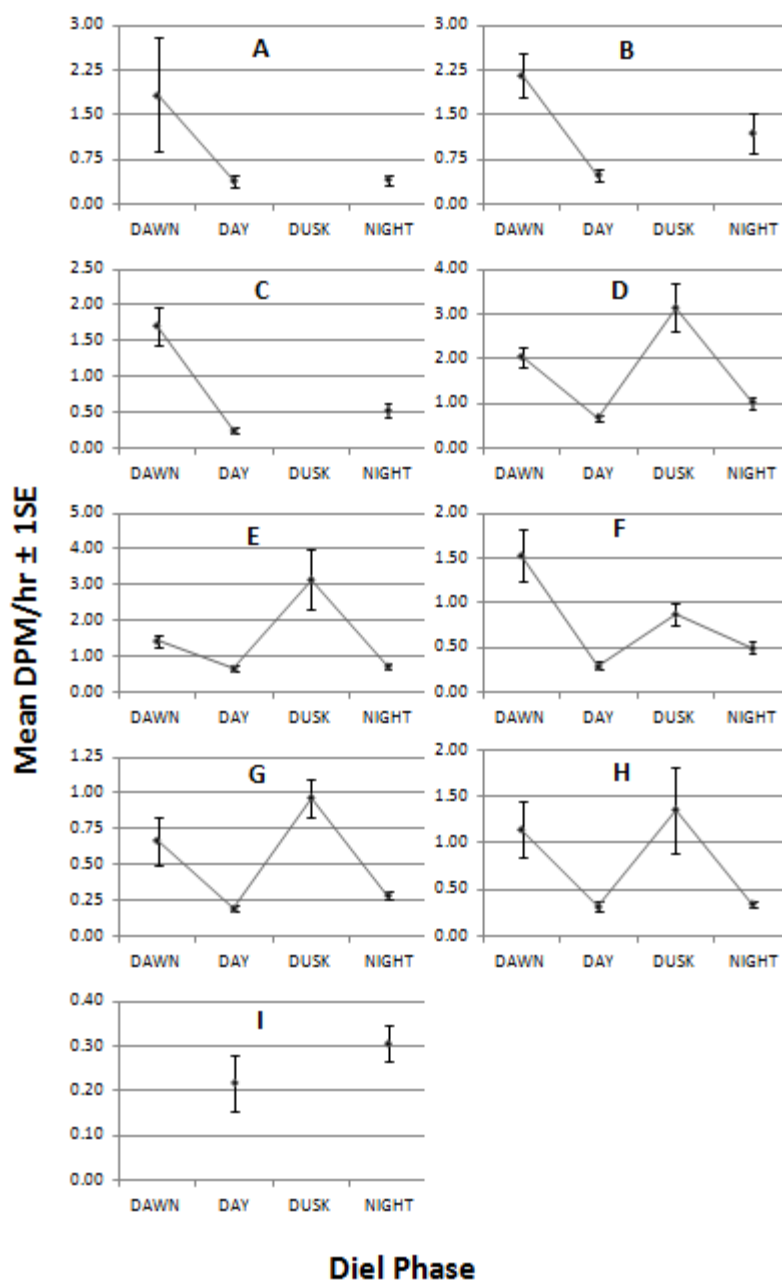 A
3.00
2.25
1.50
0.75
0.00
DAWN DAY DUSK NIGHT
B
3.00
2.25
1.50
0.75
0.00
DAWN DAY DUSK NIGHT
C
2.50
2.00
1.50
1.00
0.50
0.00
DAWN DAY DUSK NIGHT
D
4.00
3.00
2.00
1.00
0.00
DAWN DAY DUSK NIGHT
Mean DPM/hr ± 1SE
E
5.00
4.00
3.00
2.00
1.00
0.00
DAWN DAY DUSK NIGHT
F
2.00
1.50
1.00
0.50
0.00
DAWN DAY DUSK NIGHT
G
1.25
1.00
0.75
0.50
0.25
0.00
DAWN DAY DUSK NIGHT
H
2.00
1.50
1.00
0.50
0.00
DAWN DAY DUSK NIGHT
I
0.40
0.30
0.20
0.10
0.00
DAWN DAY DUSK NIGHT
Diel Phase